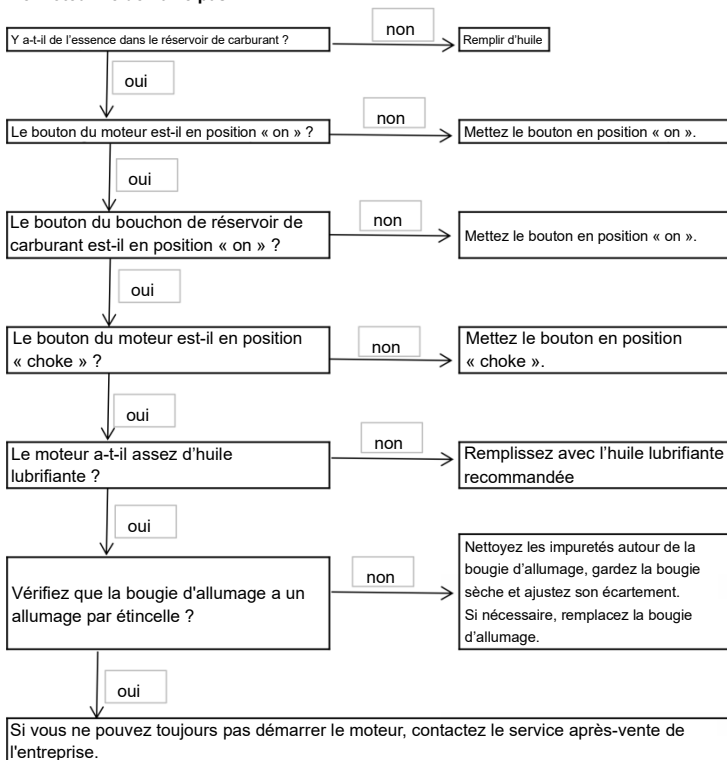 Y a-t-il de l'essence dans le réservoir de carburant ?
non
Remplir d'huile
oui
Le bouton du moteur est-il en position « on » ?
non
Mettez le bouton en position « on ».
oui
Le bouton du bouchon de réservoir de
carburant est-il en position « on » ?
non
Mettez le bouton en position « on ».
oui
Le bouton du moteur est-il en position
« choke » ?
non
Mettez le bouton en position
« choke ».
oui
Le moteur a-t-il assez d'huile
lubrifiante ?
non
Remplissez avec l'huile lubrifiante
recommandée
oui
Vérifiez que la bougie d'allumage a un
allumage par étincelle ?
non
Nettoyez les impuretés autour de la
bougie d'allumage, gardez la bougie
sèche et ajustez son écartement.
Si nécessaire, remplacez la bougie
d'allumage.
oui
Si vous ne pouvez toujours pas démarrer le moteur, contactez le service après-vente de
l'entreprise.